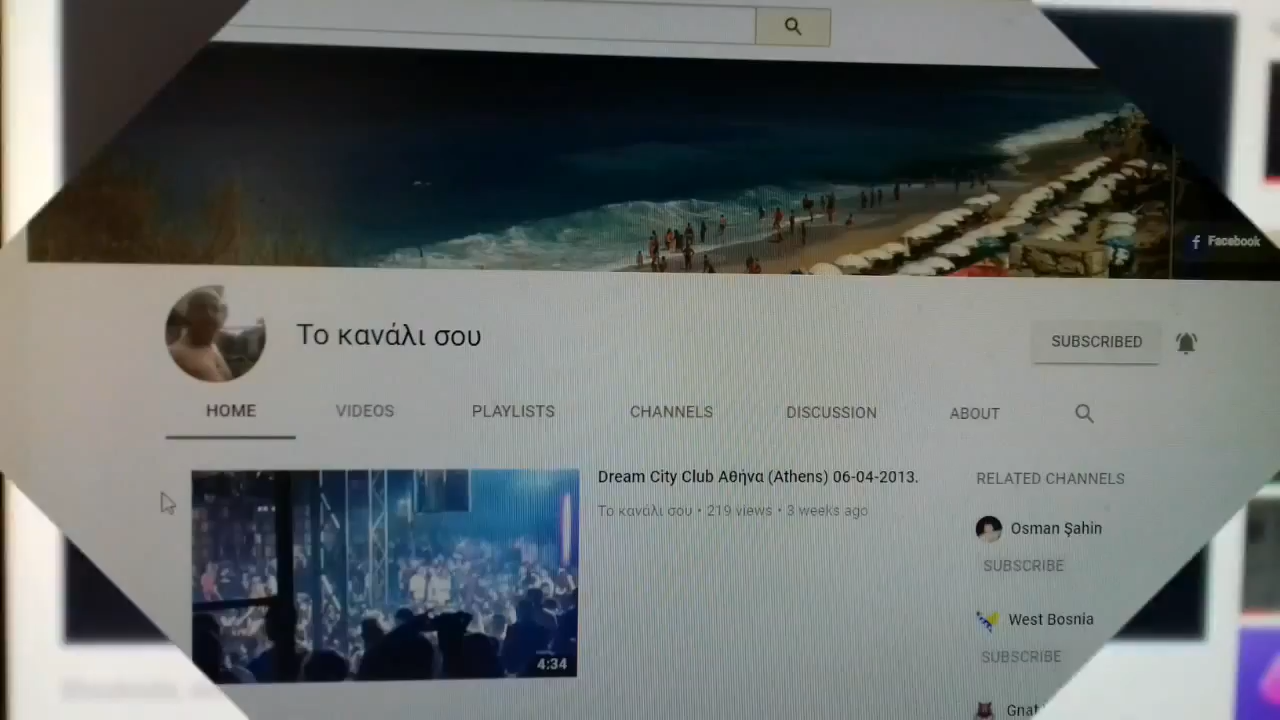 Facebook
Το κανάλι σου
SUBSCRIBED
HOME
VIDEOS
PLAYLISTS
CHANNELS
DISCUSSION
ABOUT
4:34
Dream City Club Αθήνα (Athens) 06-04-2013.
Το κανάλι σου • 219 views • 3 weeks ago
RELATED CHANNELS
Osman Şahin
SUBSCRIBE
West Bosnia
SUBSCRIBE